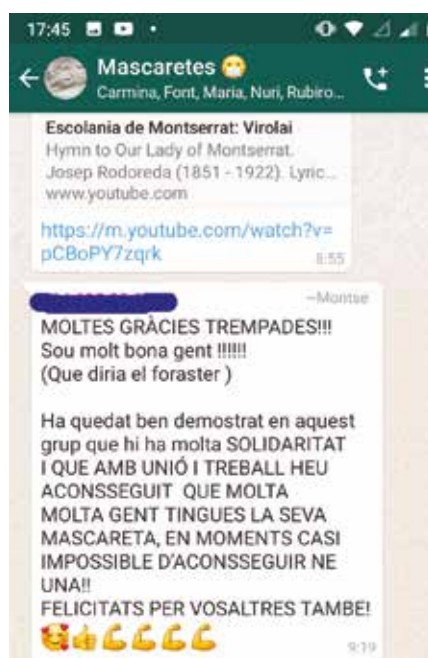 17:45
Mascaretes 😷
Carmina, Font, Maria, Nuri, Rubiro...
Escolania de Montserrat: Virolai
Hymn to Our Lady of Montserrat.
Josep Rodoreda (1851 - 1922). Lyric...
www.youtube.com
https://m.youtube.com/watch?v=
pCBoPY7zqrk
8:55
~Montse
MOLTES GRÀCIES TREMPADES!!!
Sou molt bona gent !!!!!!
(Que diria el foraster )
Ha quedat ben demostrat en aquest
grup que hi ha molta SOLIDARITAT
I QUE AMB UNIÓ I TREBALL HEU
ACONSSEGUIT QUE MOLTA
MOLTA GENT TINGUES LA SEVA
MASCARETA, EN MOMENTS CASI
IMPOSSIBLE D'ACONSSEGUIR NE
UNA!!
FELICITATS PER VOSALTRES TAMBE!
🥰👍💪💪💪💪
9:19